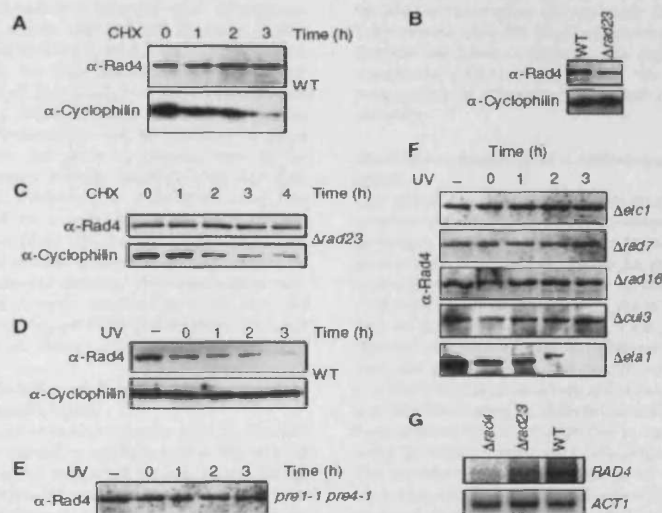 A
CHX 0 1 2 3 Time (h)
α-Rad4
α-Cyclophilin
WT
B
WT Δrad23
α-Rad4
α-Cyclophilin
C
CHX 0 1 2 3 4 Time (h)
α-Rad4
α-Cyclophilin
Δrad23
D
UV – 0 1 2 3 Time (h)
α-Rad4
α-Cyclophilin
WT
E
UV – 0 1 2 3 Time (h)
α-Rad4
pre1-1 pre4-1
F
Time (h)
UV – 0 1 2 3
α-Rad4
Δelc1
Δrad7
Δrad16
Δcul3
Δela1
G
Δrad4 Δrad23 WT
RAD4
ACT1